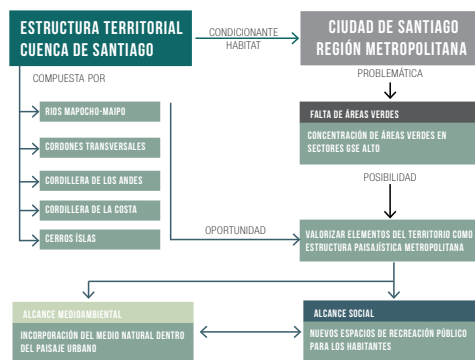 ESTRUCTURA TERRITORIAL
CUENCA DE SANTIAGO
CONDICIONANTE
HABITAT
CIUDAD DE SANTIAGO
REGIÓN METROPOLITANA
COMPUESTA POR
PROBLEMÁTICA
RIOS MAPOCHO-MAIPO
CORDONES TRANSVERSALES
CORDILLERA DE LOS ANDES
CORDILLERA DE LA COSTA
CERROS ÍSLAS
FALTA DE ÁREAS VERDES
CONCENTRACIÓN DE ÁREAS VERDES EN
SECTORES GSE ALTO
POSIBILIDAD
OPORTUNIDAD
VALORIZAR ELEMENTOS DEL TERRITORIO COMO
ESTRUCTURA PAISAJÍSTICA METROPOLITANA
ALCANCE MEDIOAMBIENTAL
INCORPORACIÓN DEL MEDIO NATURAL DENTRO
DEL PAISAJE URBANO
ALCANCE SOCIAL
NUEVOS ESPACIOS DE RECREACIÓN PÚBLICO
PARA LOS HABITANTES